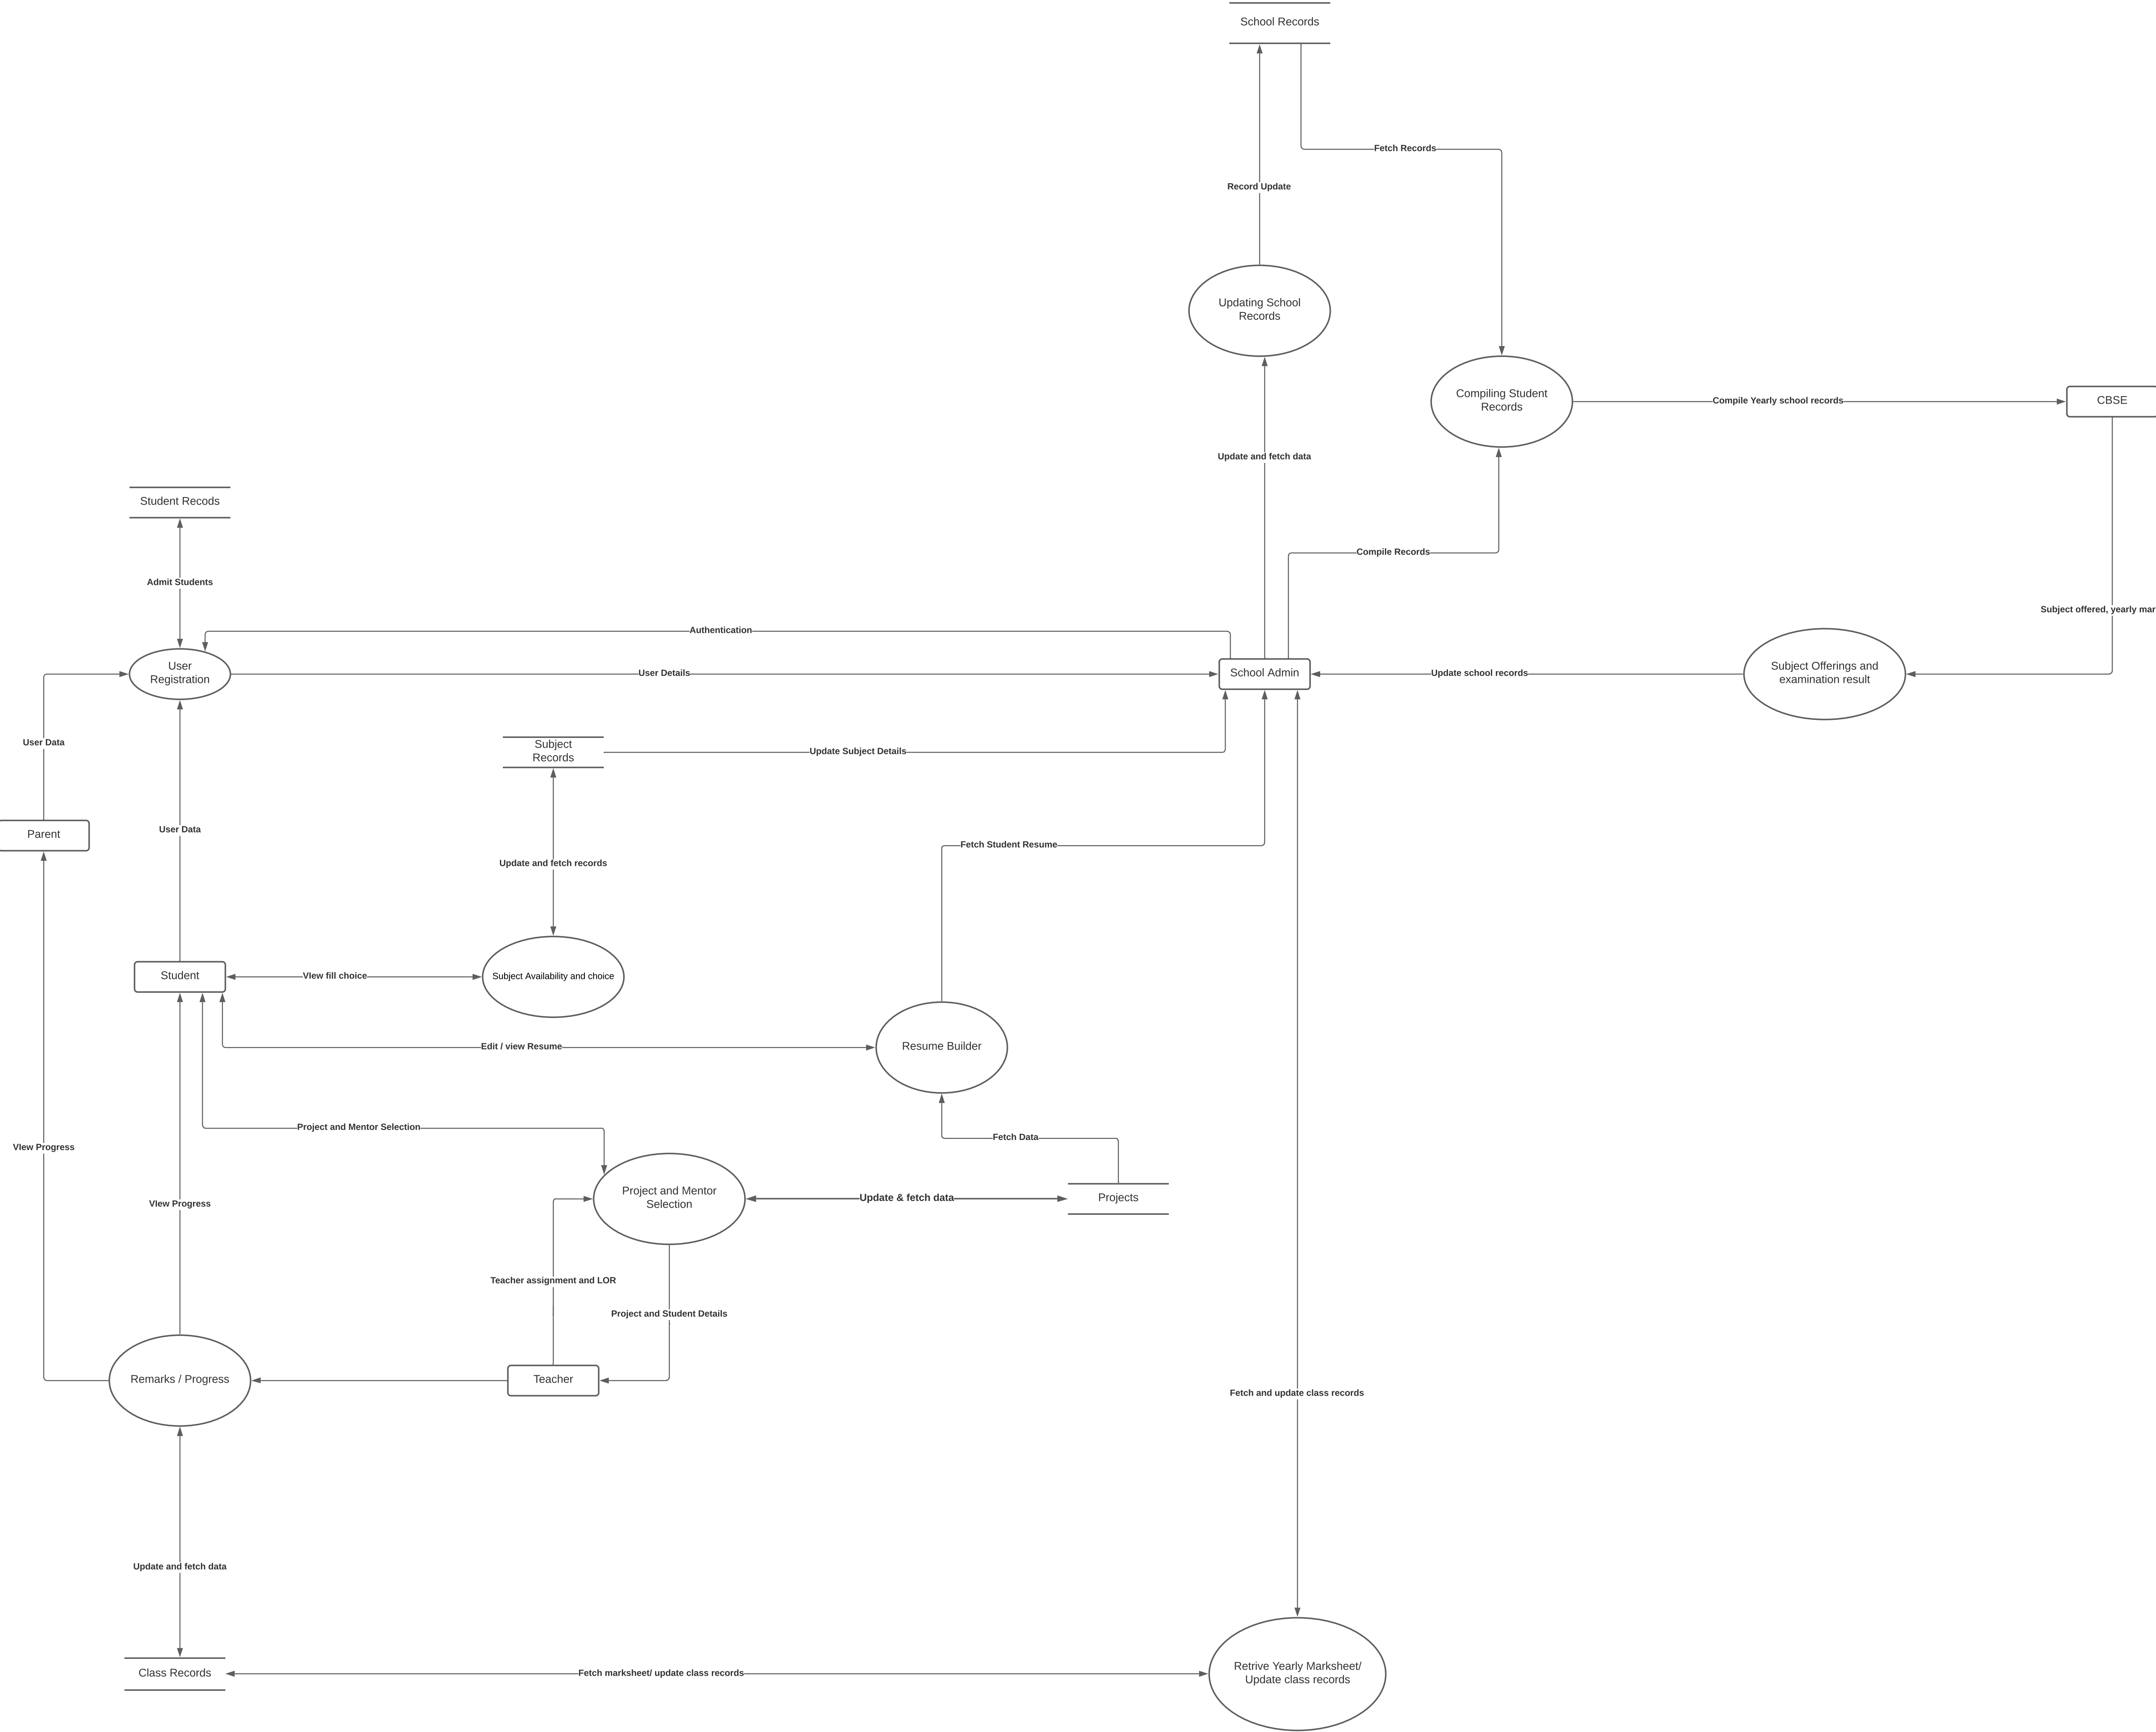 School Records
Fetch Records
Record Update
Updating School
Records
Compiling Student
Records
Compile Yearly school records
CBSE
Update and fetch data
Student Recods
Compile Records
Admit Students
Subject offered, yearly mar
Authentication
User
Registration
User Details
School Admin
Update school records
Subject Offerings and
examination result
User Data
Subject
Records
Update Subject Details
User Data
Parent
Fetch Student Resume
Update and fetch records
Student
VIew fill choice
Subject Availability and choice
Edit / view Resume
Resume Builder
Project and Mentor Selection
Fetch Data
VIew Progress
Project and Mentor
Selection
Update & fetch data
Projects
VIew Progress
Teacher assignment and LOR
Project and Student Details
Remarks / Progress
Teacher
Fetch and update class records
Update and fetch data
Class Records
Fetch marksheet/ update class records
Retrive Yearly Marksheet/
Update class records